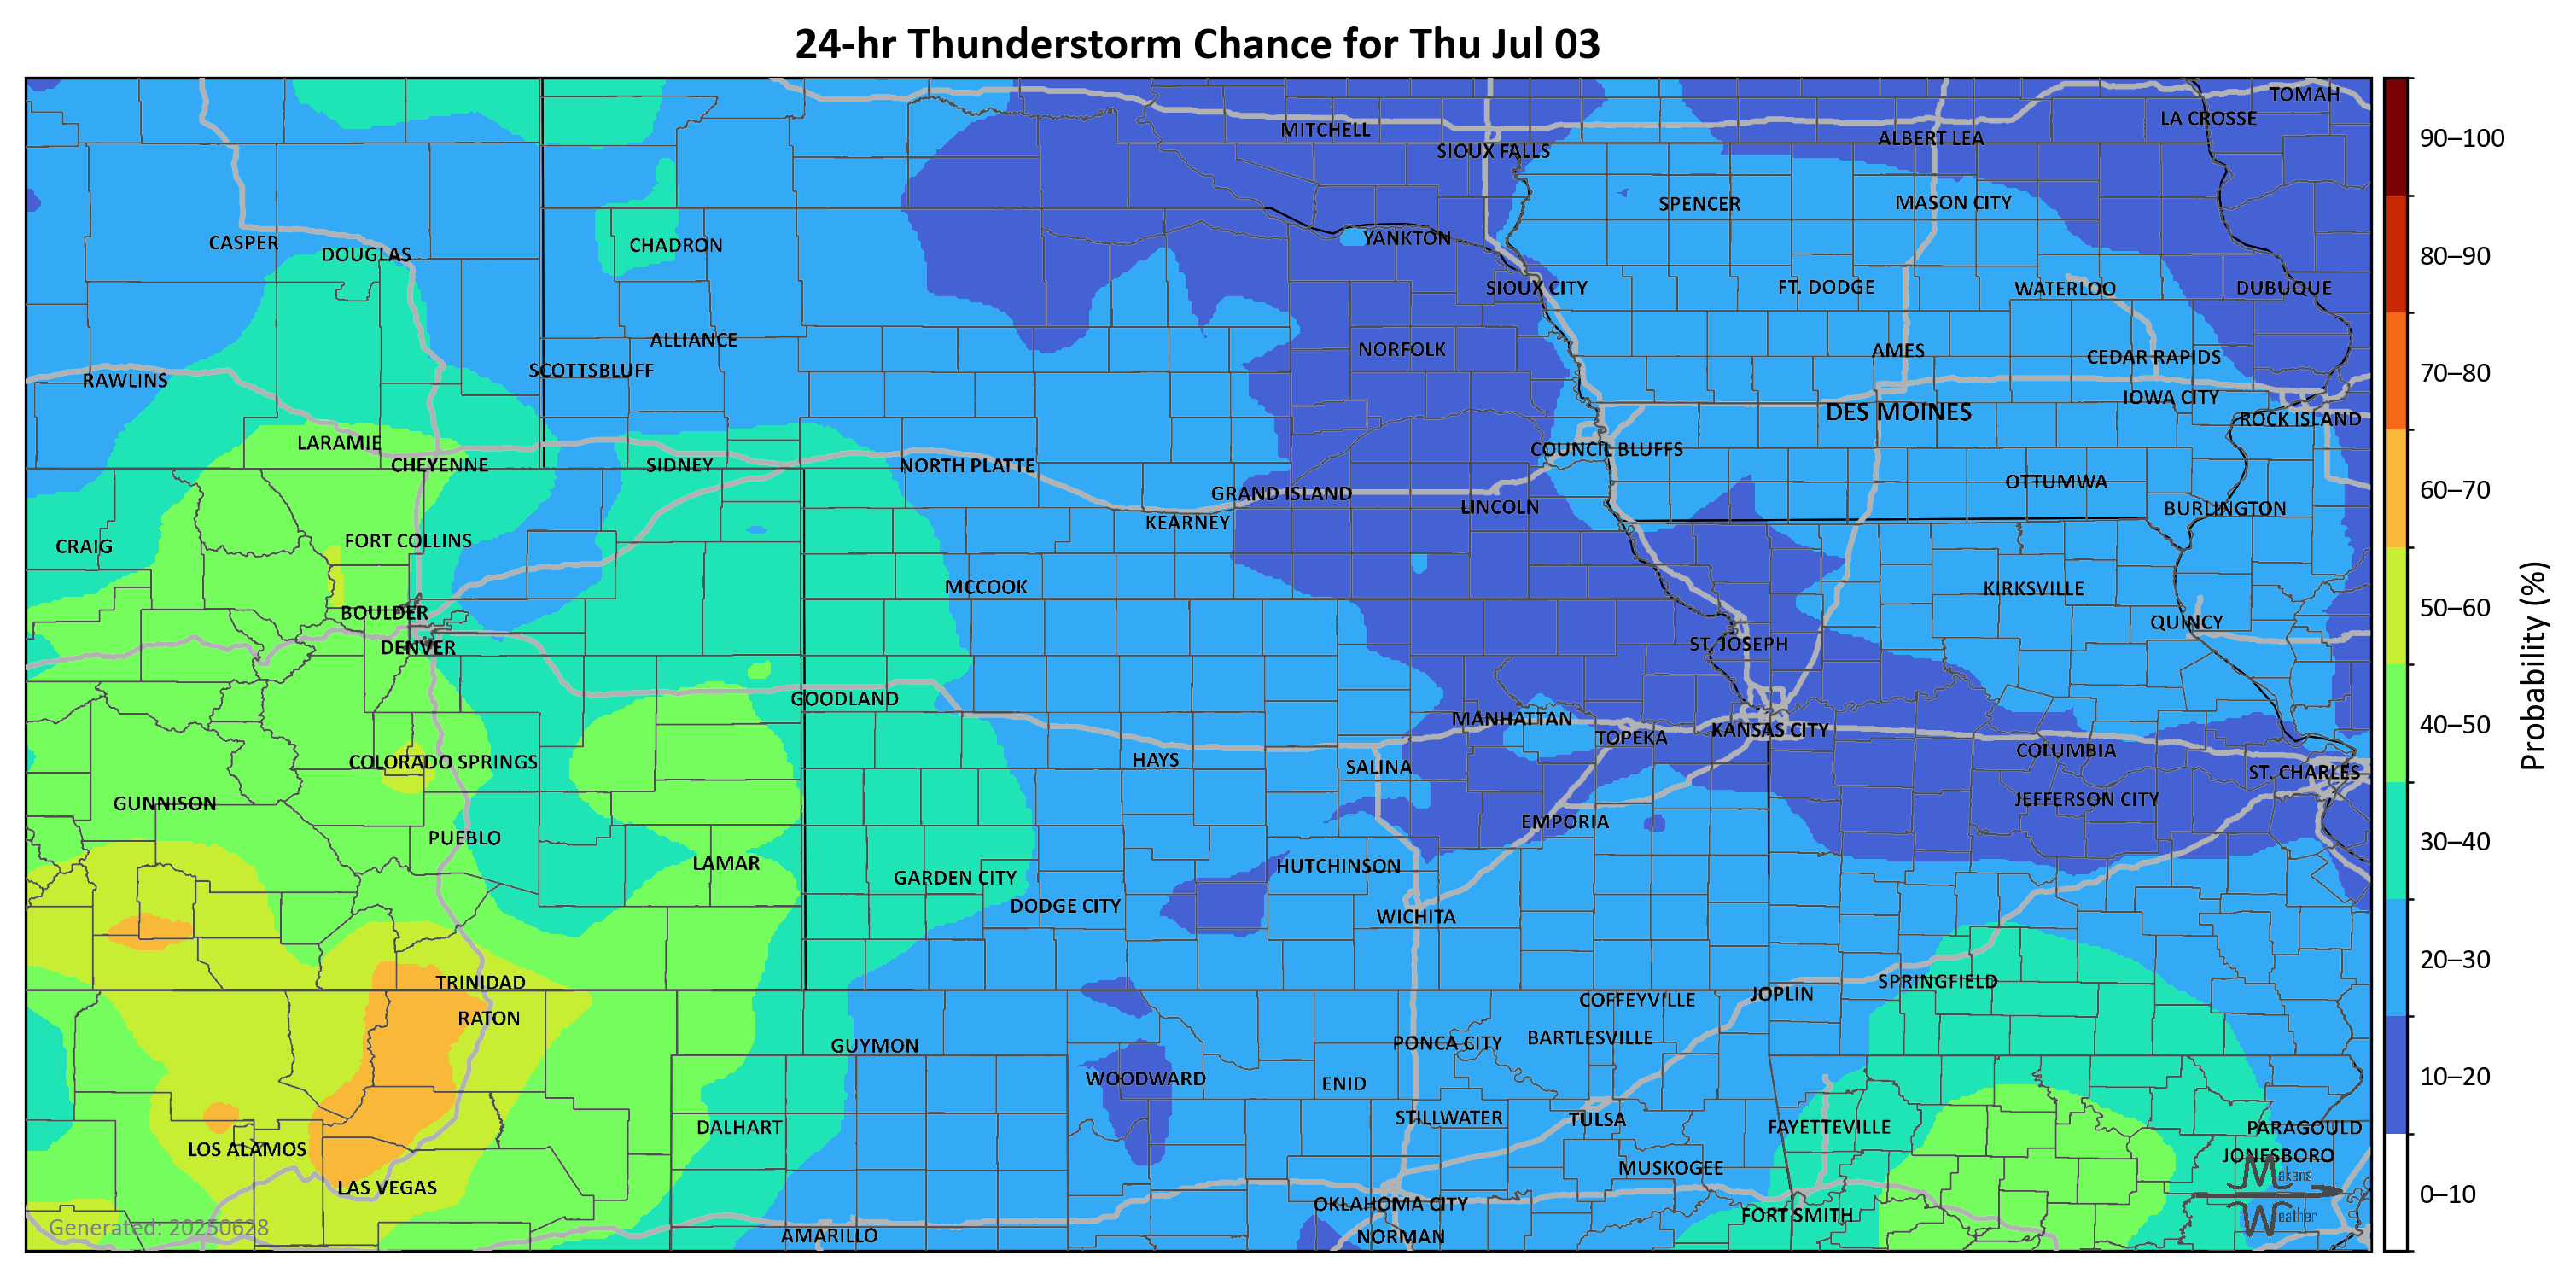 24-hr Thunderstorm Chance for Thu Jul 03
TOMAH
LA CROSSE
MITCHELL
ALBERT LEA
SIOUX FALLS
SPENCER
MASON CITY
YANKTON
CASPER
CHADRON
DOUGLAS
SIOUX CITY
FT. DODGE
WATERLOO
DUBUQUE
ALLIANCE
NORFOLK
AMES
CEDAR RAPIDS
SCOTTSBLUFF
RAWLINS
IOWA CITY
DES MOINES
ROCK ISLAND
LARAMIE
COUNCIL BLUFFS
CHEYENNE
SIDNEY
NORTH PLATTE
OTTUMWA
GRAND ISLAND
LINCOLN
BURLINGTON
KEARNEY
FORT COLLINS
CRAIG
MCCOOK
KIRKSVILLE
BOULDER
QUINCY
DENVER
ST. JOSEPH
GOODLAND
MANHATTAN
KANSAS CITY
TOPEKA
COLUMBIA
COLORADO SPRINGS
HAYS
SALINA
ST. CHARLES
GUNNISON
JEFFERSON CITY
EMPORIA
PUEBLO
LAMAR
HUTCHINSON
GARDEN CITY
DODGE CITY
WICHITA
TRINIDAD
SPRINGFIELD
JOPLIN
COFFEYVILLE
RATON
BARTLESVILLE
GUYMON
PONCA CITY
WOODWARD
ENID
STILLWATER
TULSA
DALHART
FAYETTEVILLE
PARAGOULD
LOS ALAMOS
JONESBORO
MUSKOGEE
LAS VEGAS
OKLAHOMA CITY
FORT SMITH
AMARILLO
NORMAN
Generated: 20250628
Makens
Weather
90–100
80–90
70–80
60–70
50–60
40–50
30–40
20–30
10–20
0–10
Probability (%)